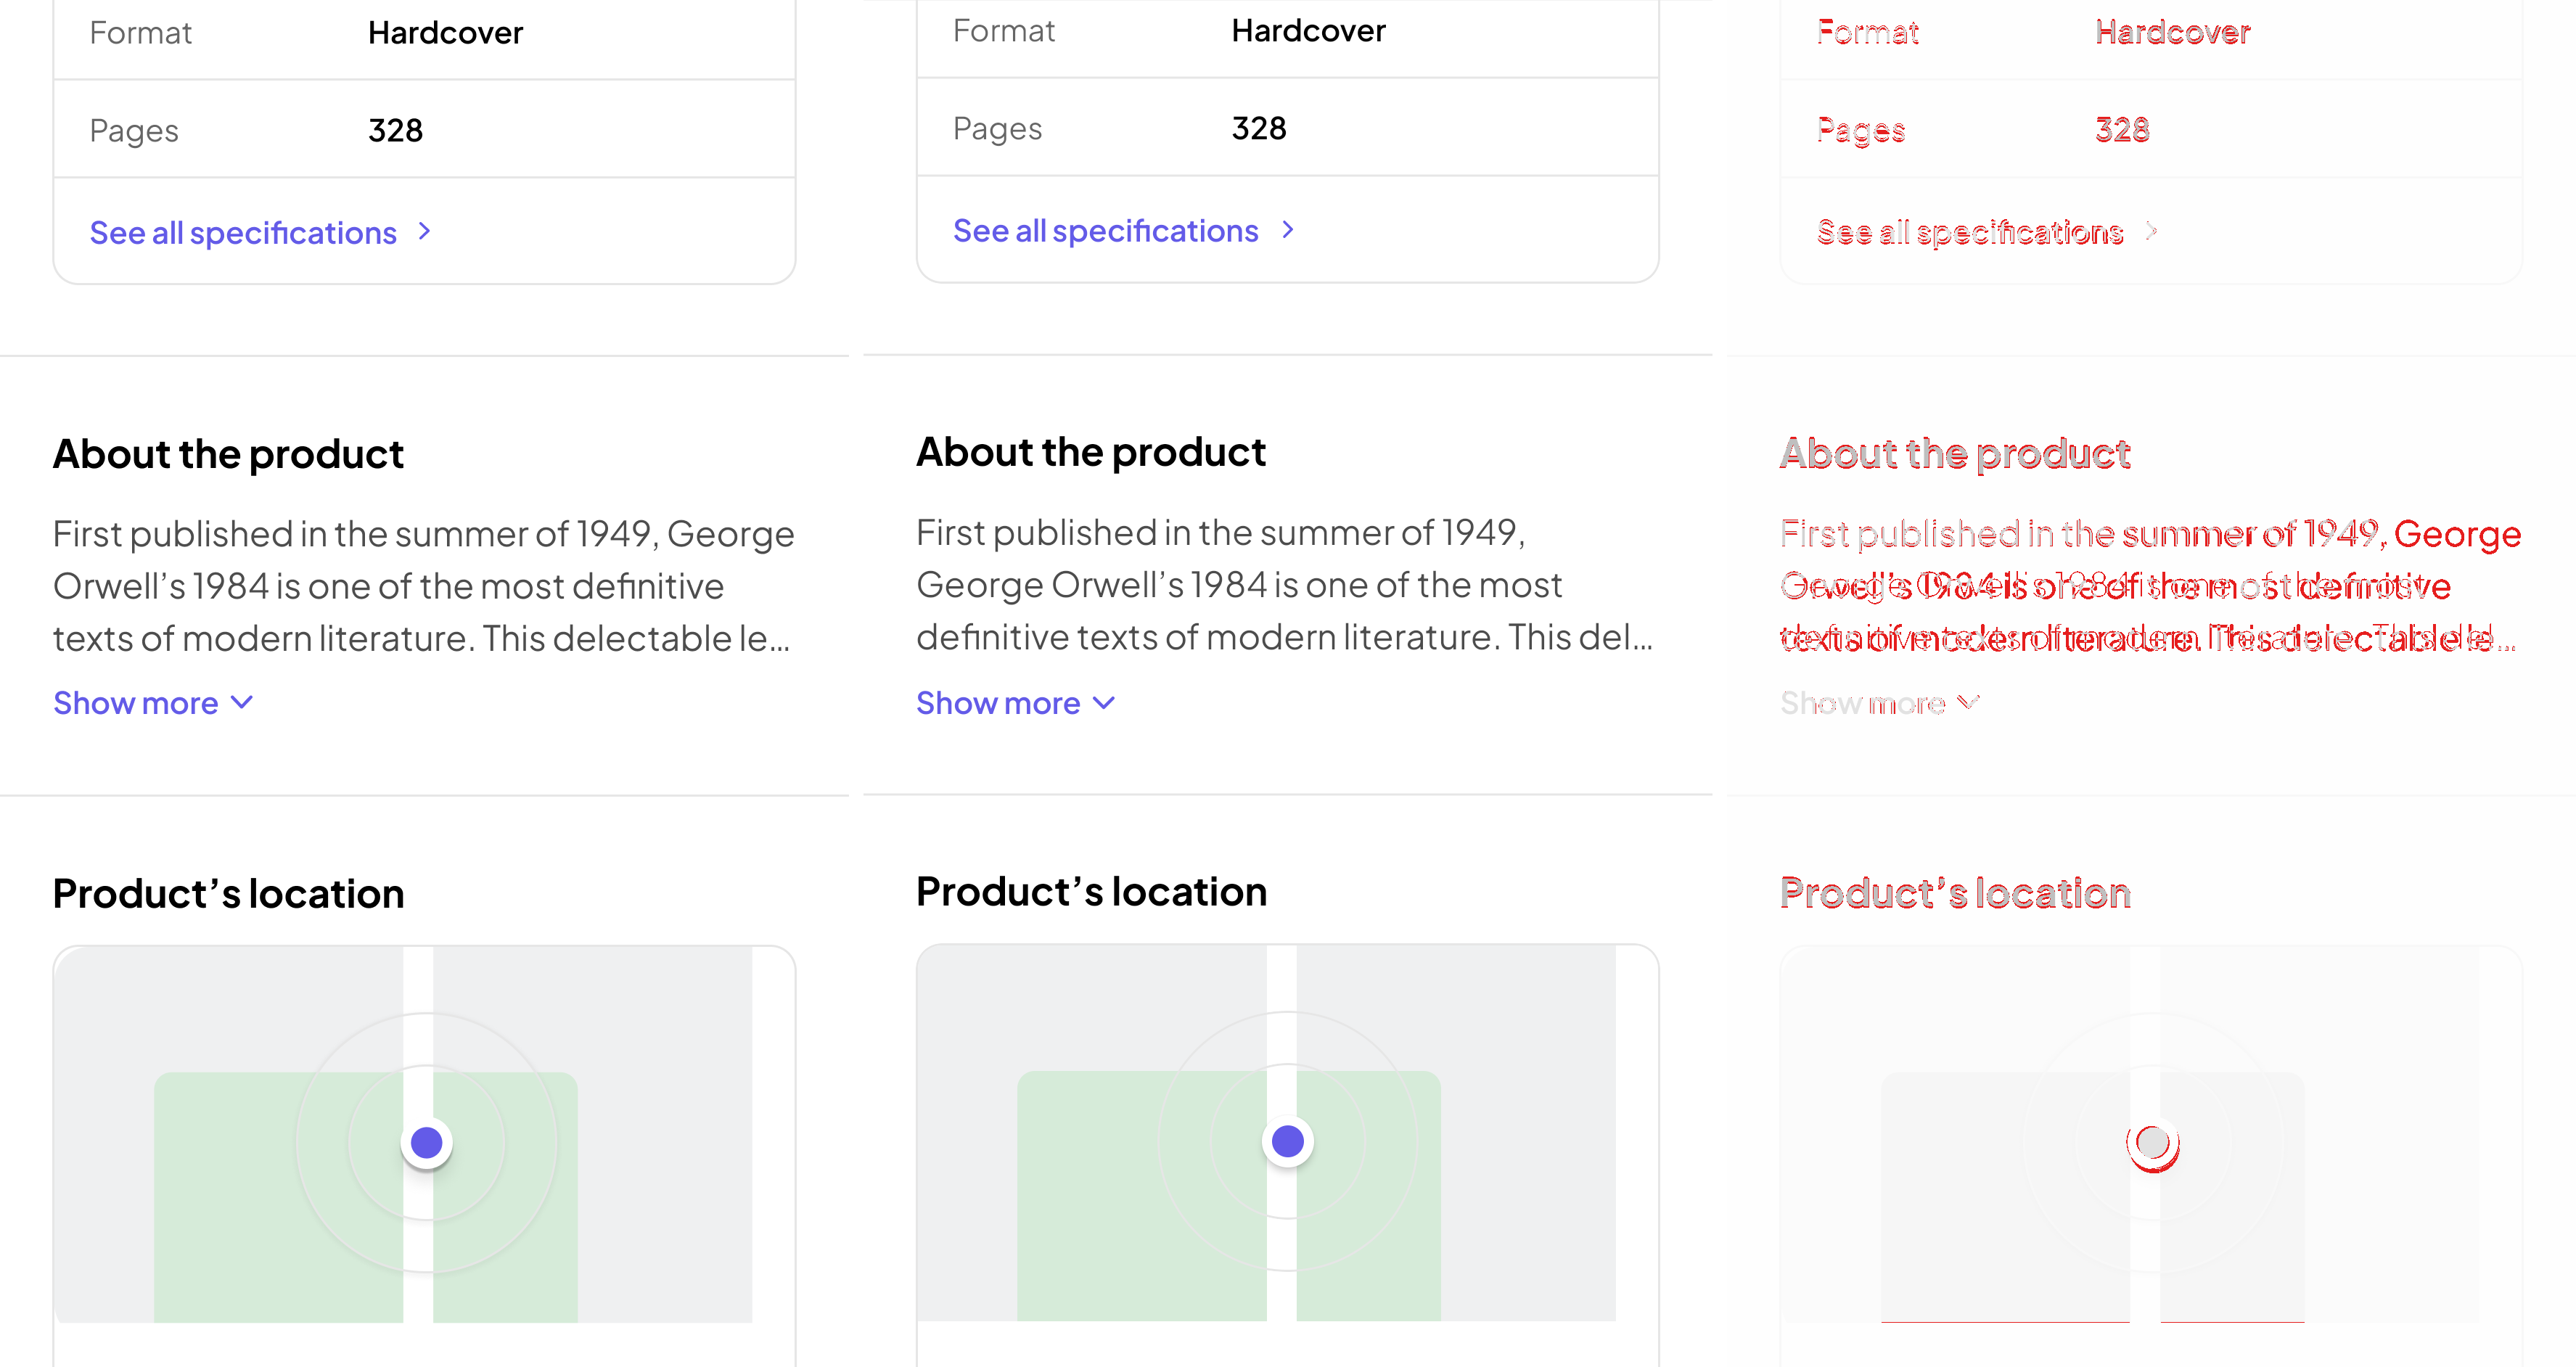 Format Hardcover
Pages 328
See all specifications
About the product
First published in the summer of 1949, George
Orwell’s 1984 is one of the most definitive
texts of modern literature. This delectable le...
Show more
Product’s location
Format Hardcover
Pages 328
See all specifications
About the product
First published in the summer of 1949,
George Orwell’s 1984 is one of the most
definitive texts of modern literature. This del...
Show more
Product’s location
Format Hardcover
Pages 328
See all specifications
About the product
First published in the summer of 1949, George
Show more
Product’s location